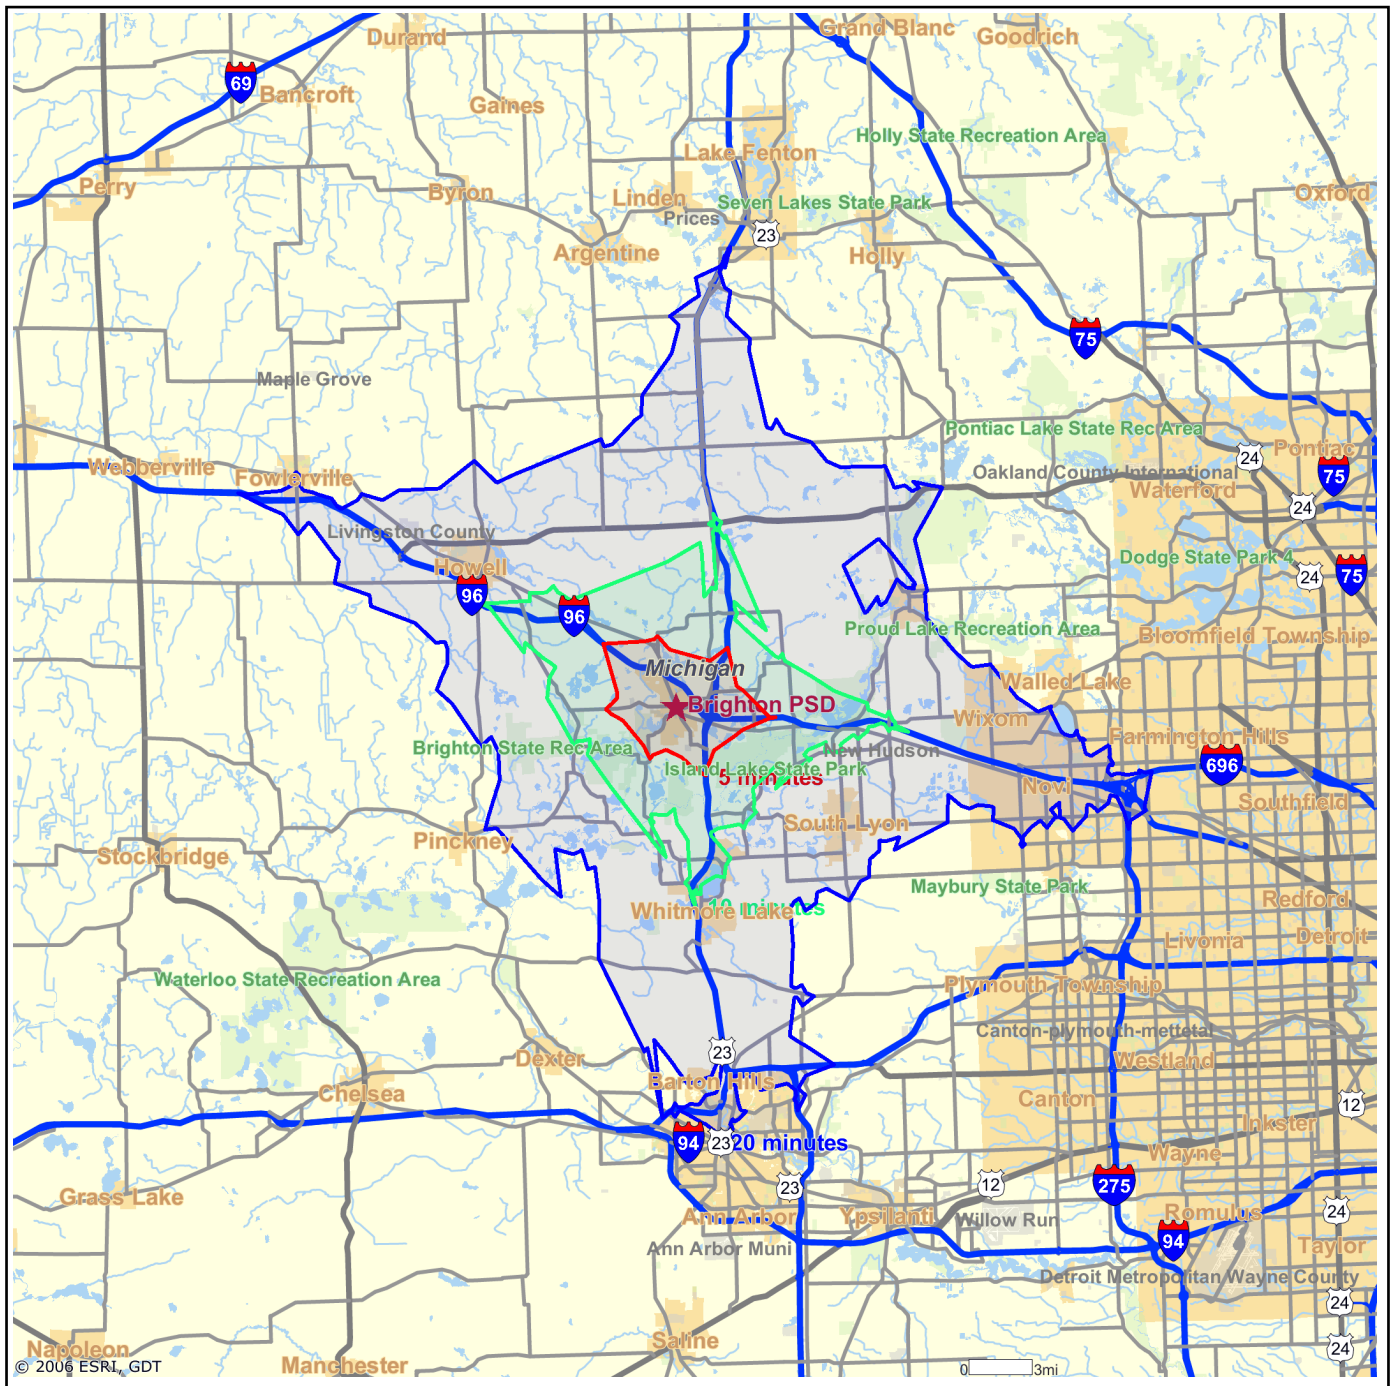 Durand
Grand Blanc
Goodrich
69
Bancroft
Gaines
Holly State Recreation Area
Lake Fenton
Perry
Byron
Linden
Seven Lakes State Park
Oxford
Prices
23
Argentine
Holly
75
Maple Grove
Pontiac Lake State Rec Area
Pontiac
24
Webberville
Fowlerville
Oakland County International
75
Waterford
24
Livingston County
Dodge State Park 4
Howell
24
75
96
96
Proud Lake Recreation Area
Bloomfield Township
Michigan
Walled Lake
Brighton PSD
Wixom
Farmington Hills
Brighton State Rec Area
New Hudson
Island Lake State Park
696
5 minutes
Novi
Southfield
South Lyon
Pinckney
Stockbridge
Maybury State Park
Redford
10 minutes
Whitmore Lake
Livonia
Detroit
Waterloo State Recreation Area
Plymouth Township
Canton-plymouth-mettetal
23
Dexter
Westland
Barton Hills
Chelsea
Canton
12
Inkster
94
23
20 minutes
Wayne
23
12
275
Grass Lake
Ann Arbor
Ypsilanti
Willow Run
Romulus
24
94
Ann Arbor Muni
Taylor
Detroit Metropolitan Wayne County
24
Saline
Napoleon
24
© 2006 ESRI, GDT
Manchester
0
3mi